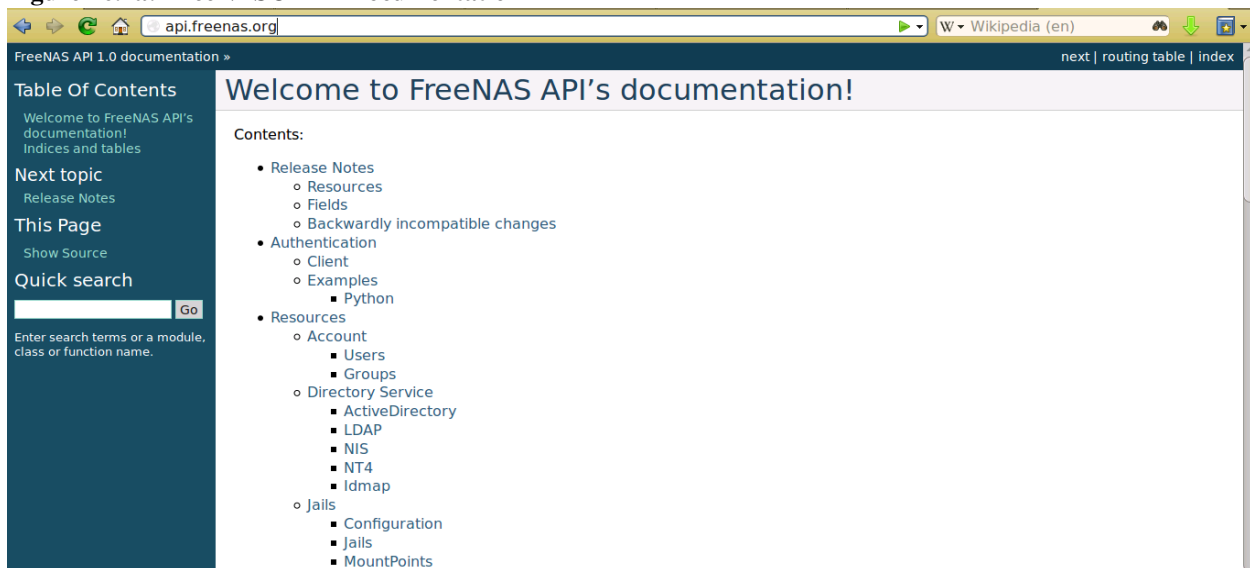 api.freenas.org
W Wikipedia (en)
FreeNAS API 1.0 documentation »
next | routing table | index
Table Of Contents
Welcome to FreeNAS API's
documentation!
Indices and tables
Next topic
Release Notes
This Page
Show Source
Quick search
Go
Enter search terms or a module,
class or function name.
Welcome to FreeNAS API's documentation!
Contents:
Release Notes
Resources
Fields
Backwardly incompatible changes
Authentication
Client
Examples
Python
Resources
Account
Users
Groups
Directory Service
ActiveDirectory
LDAP
NIS
NT4
Idmap
Jails
Configuration
Jails
MountPoints